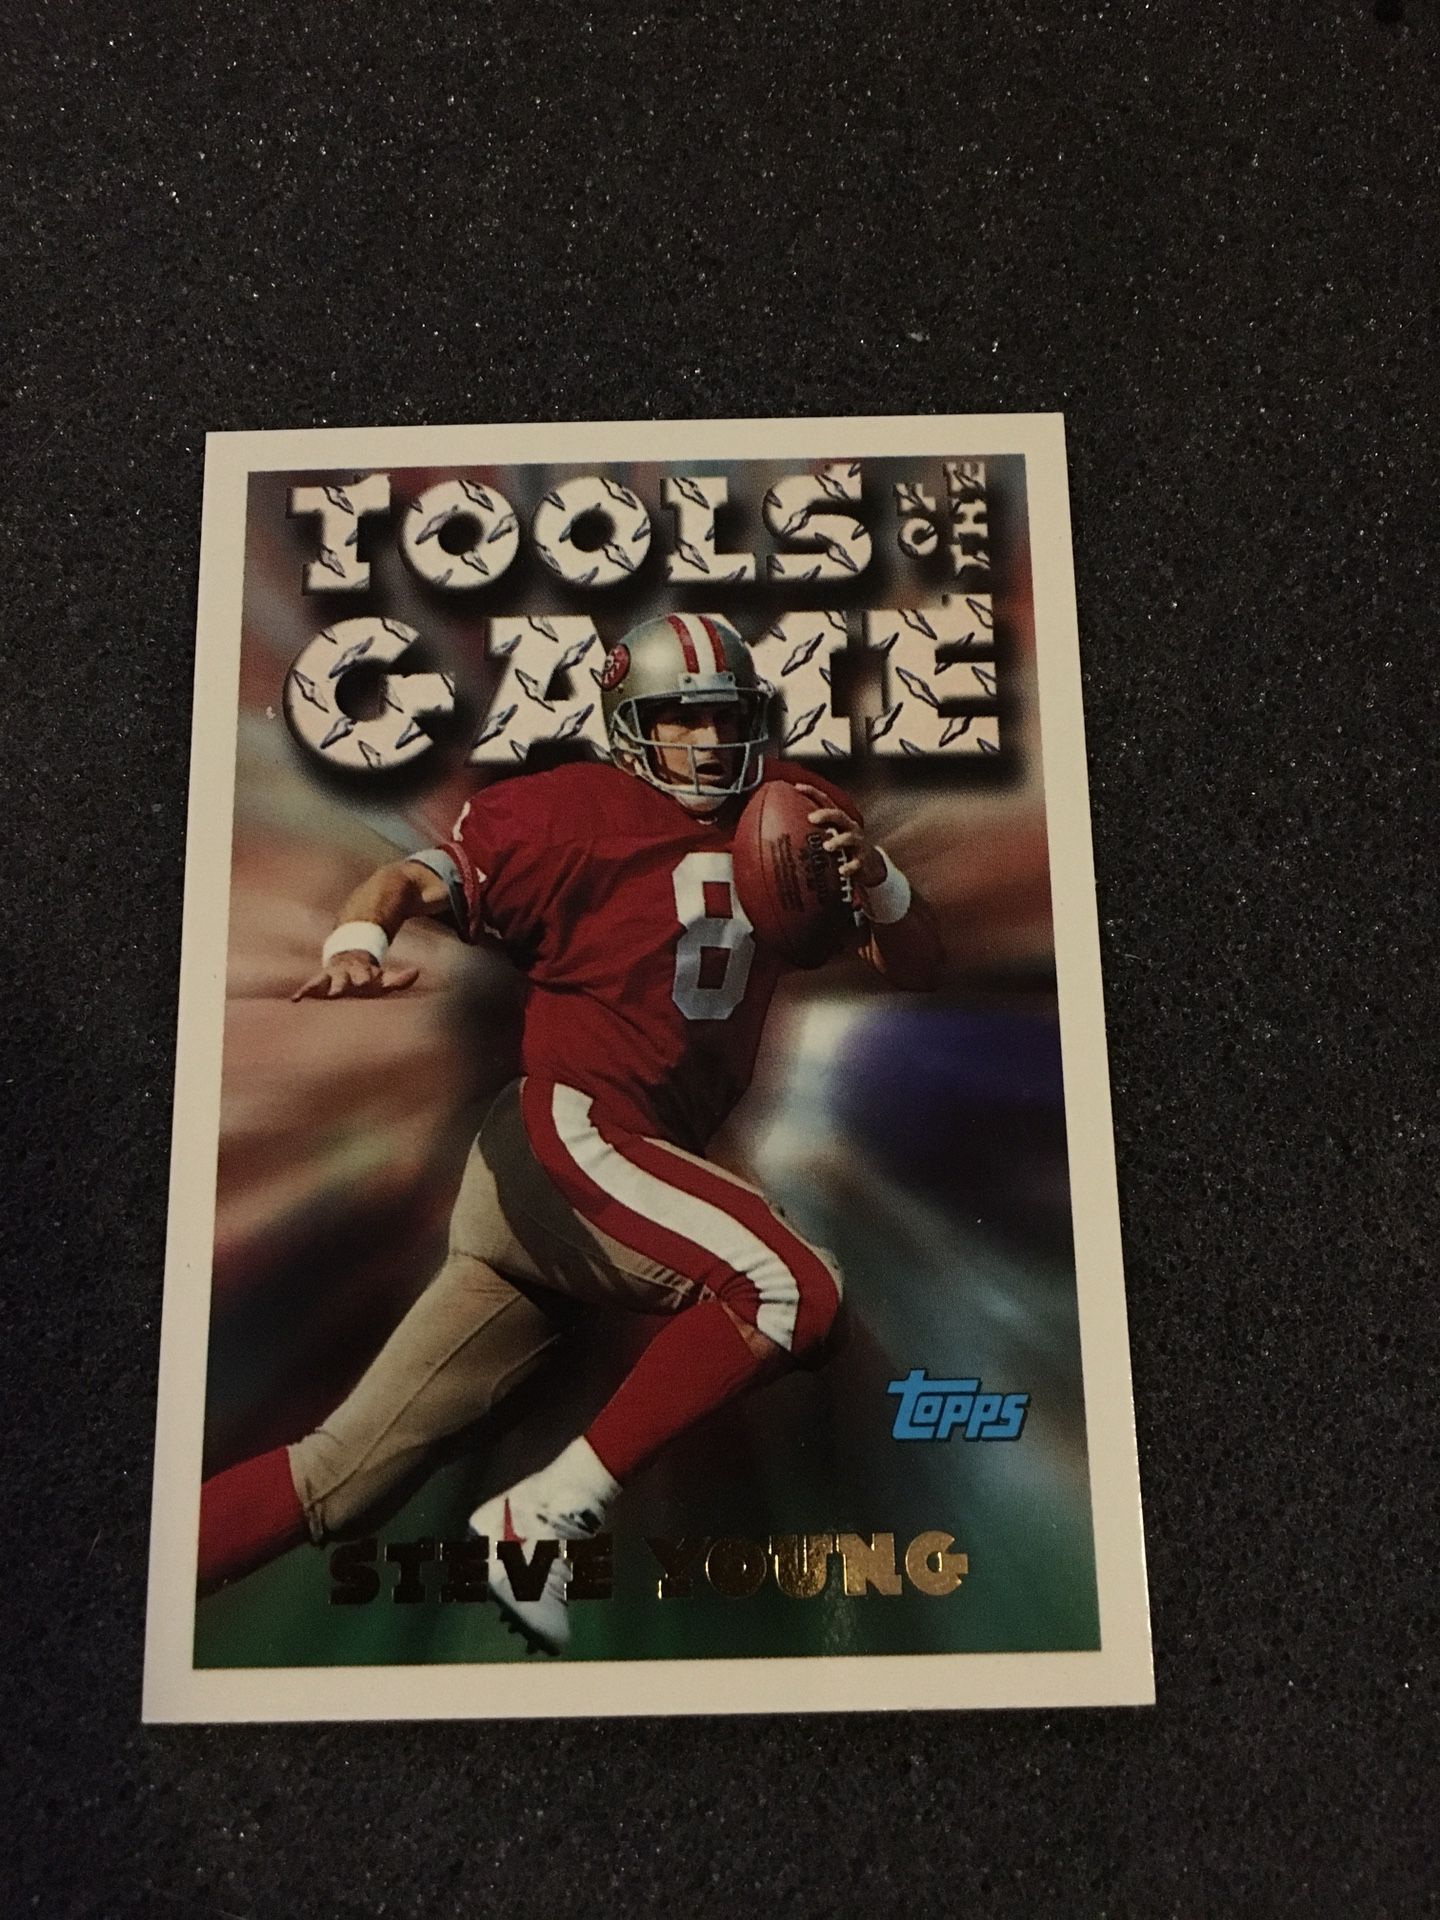 TOOLS OF THE
GAME
8
topps
STEVE YOUNG